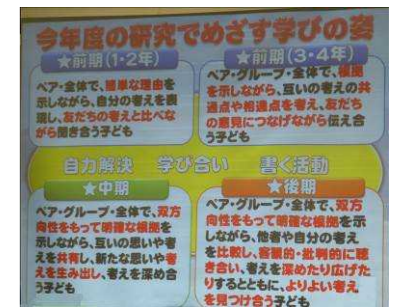 今年度の研究でめざす学びの姿
★前期(1・2年)
ペア・全体で、簡単な理由を
示しながら、自分の考えを表
現し、友だちの考えと比べな
がら聞き合う子ども
★前期(3・4年)
ペア・グループ・全体で、根拠
を示しながら、互いの考えの共
通点や相違点を考え、友だち
の意見につなげながら伝え合
う子ども
自力解決 学び合い 書く活動
★中期
ペア・グループ・全体で、双方
向性をもって明確な根拠を示
しながら、互いの思いや考
えを共有し、新たな思いや考
えを生み出し、考えを深め合
う子ども
★後期
ペア・グループ・全体で、双方
向性をもって明確な根拠を示
しながら、他者や自分の考え
を比較し、客観的・批判的に聴
き合い、考えを深めたり広げた
りするとともに、よりよい考え
を見つけ合う子ども